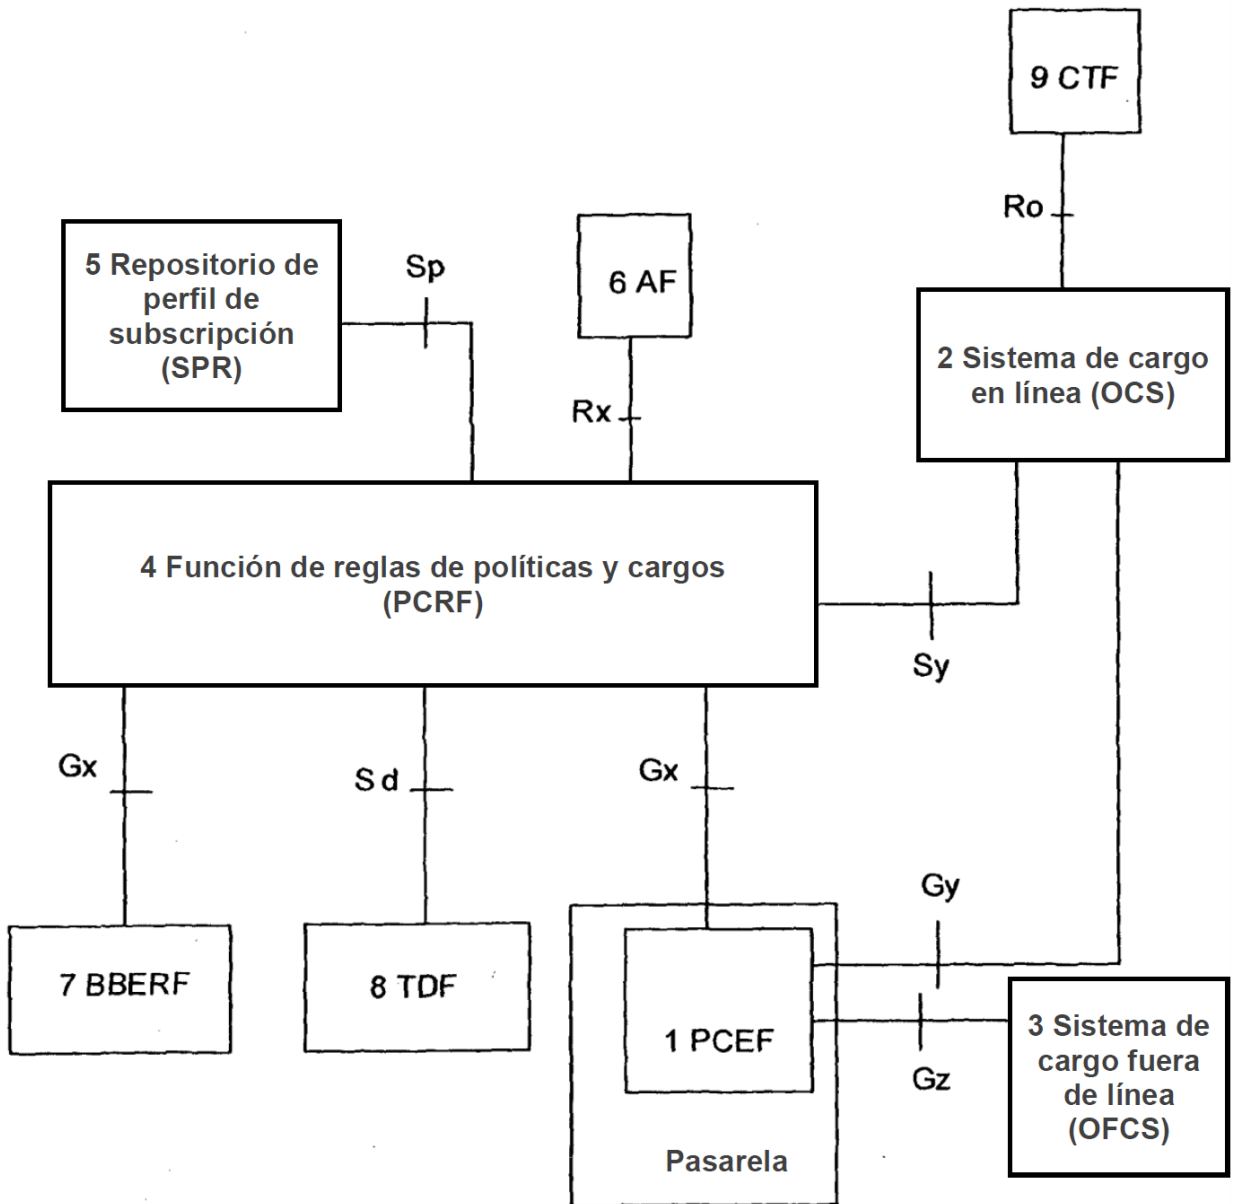 9 CTF
Ro
5 Repositorio de
perfil de
subscripción
(SPR)
Sp
6 AF
Rx
2 Sistema de cargo
en línea (OCS)
4 Función de reglas de políticas y cargos
(PCRF)
Sy
Gx
Sd
Gx
Gy
7 BBERF
8 TDF
1 PCEF
Gz
3 Sistema de
cargo fuera
de línea
(OFCS)
Pasarela